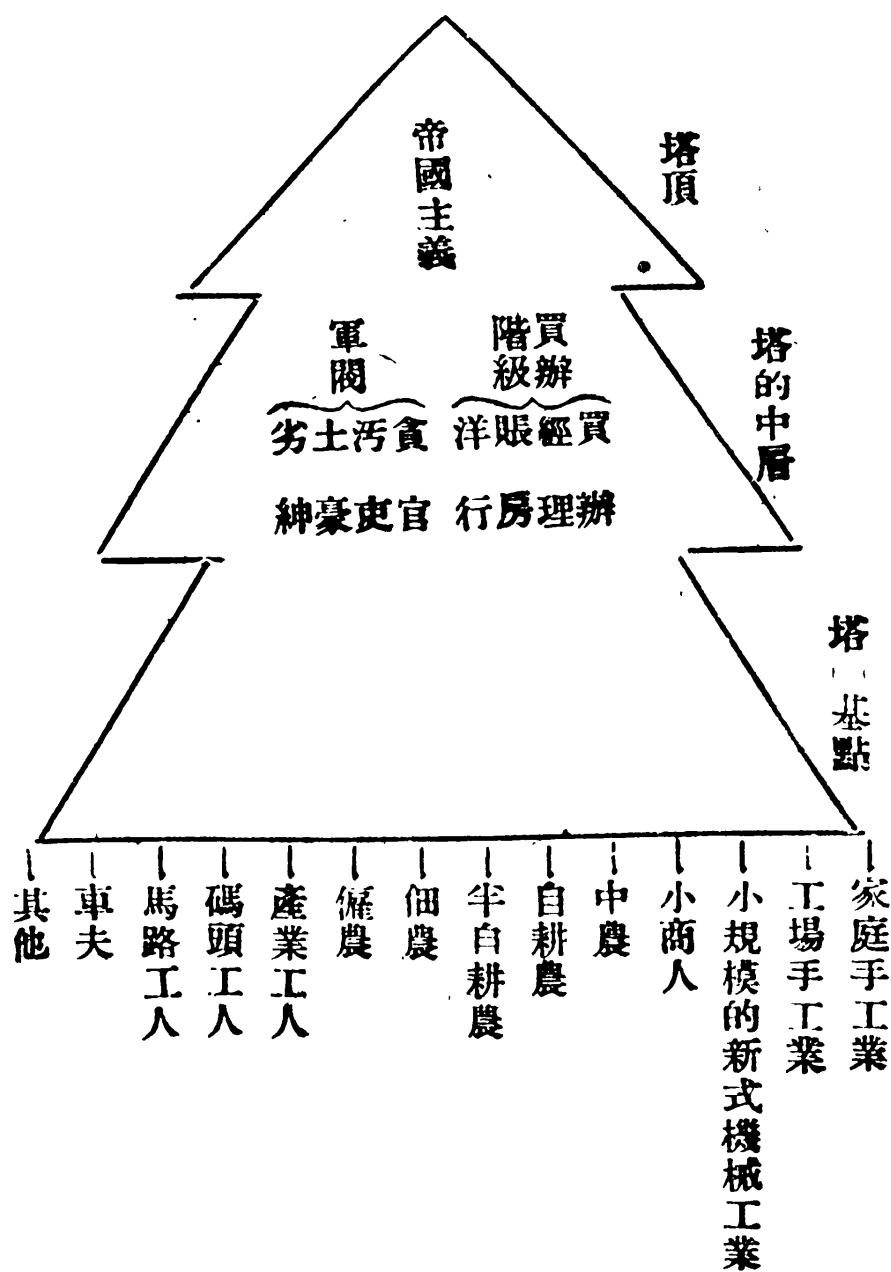 塔頂
帝國主義
塔的中層
買辦
階級
軍閥
買辦
經理
賬房
洋行
貪官
汚吏
土豪
劣紳
塔
基點
家庭手工業
工場手工業
小規模的新式機械工業
小商人
中農
自耕農
半自耕農
佃農
僱農
產業工人
碼頭工人
馬路工人
車夫
其他